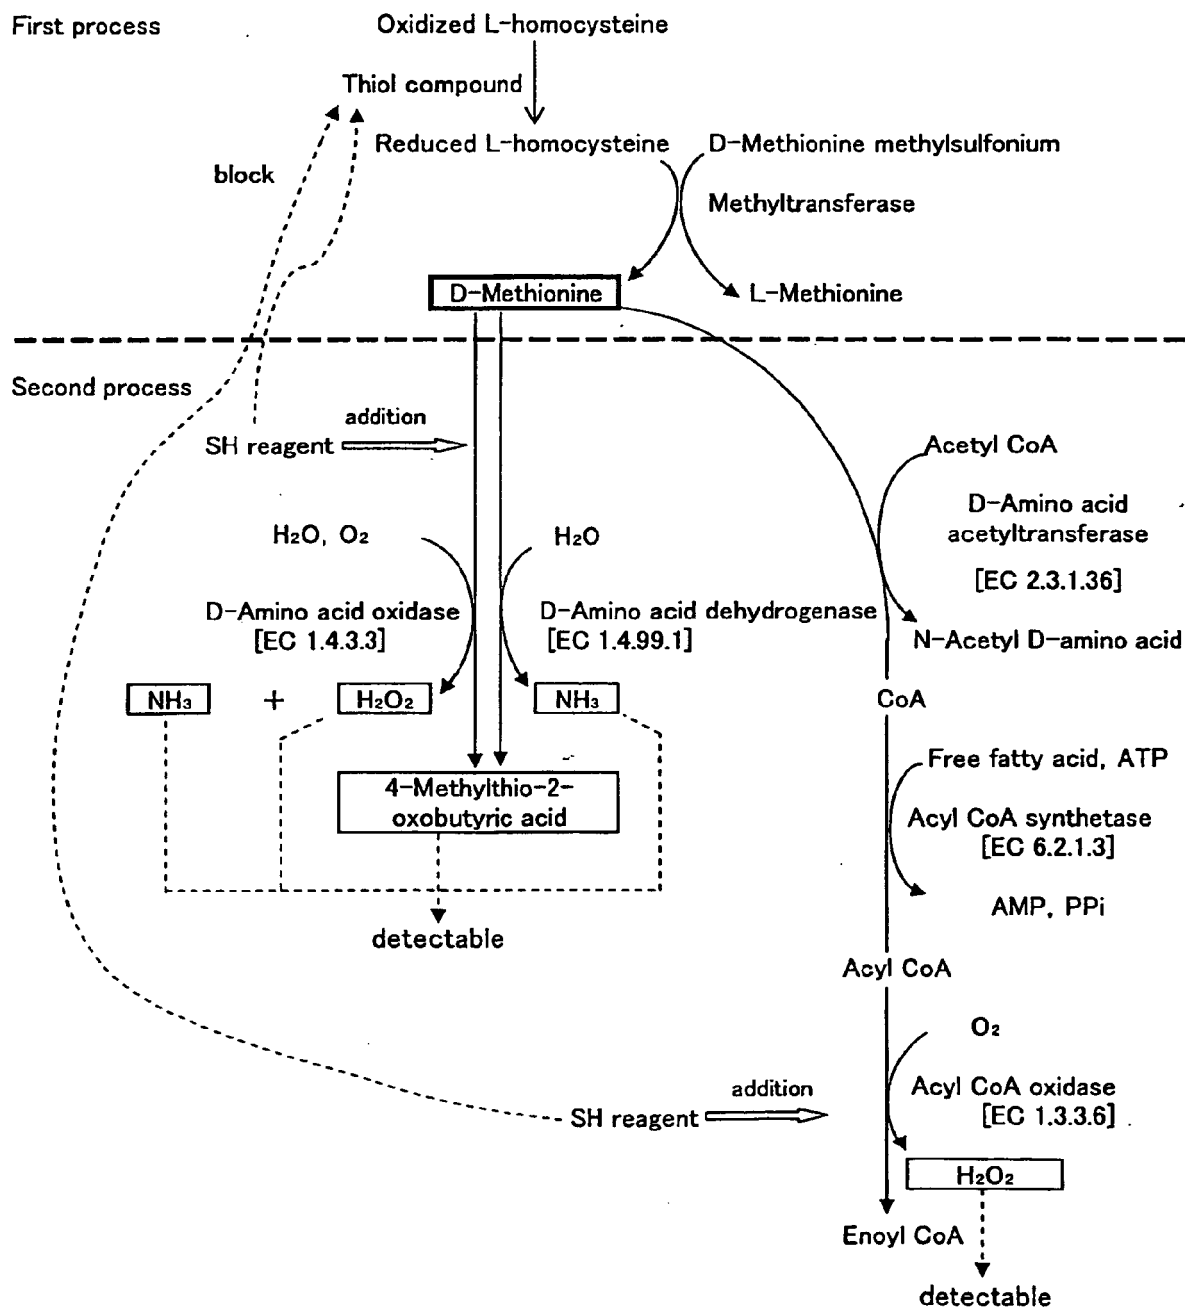 First process
Oxidized L-homocysteine
Thiol compound
Reduced L-homocysteine
D-Methionine methylsulfonium
block
Methyltransferase
D-Methionine
L-Methionine
Second process
addition
SH reagent
Acetyl CoA
D-Amino acid
acetyltransferase
[EC 2.3.1.36]
H2O, O2
H2O
D-Amino acid oxidase
[EC 1.4.3.3]
D-Amino acid dehydrogenase
[EC 1.4.99.1]
N-Acetyl D-amino acid
NH3
+
H2O2
NH3
CoA
4-Methylthio-2-
oxobutyric acid
Free fatty acid, ATP
Acyl CoA synthetase
[EC 6.2.1.3]
AMP, PPi
detectable
Acyl CoA
O2
addition
SH reagent
Acyl CoA oxidase
[EC 1.3.3.6]
H2O2
Enoyl CoA
detectable